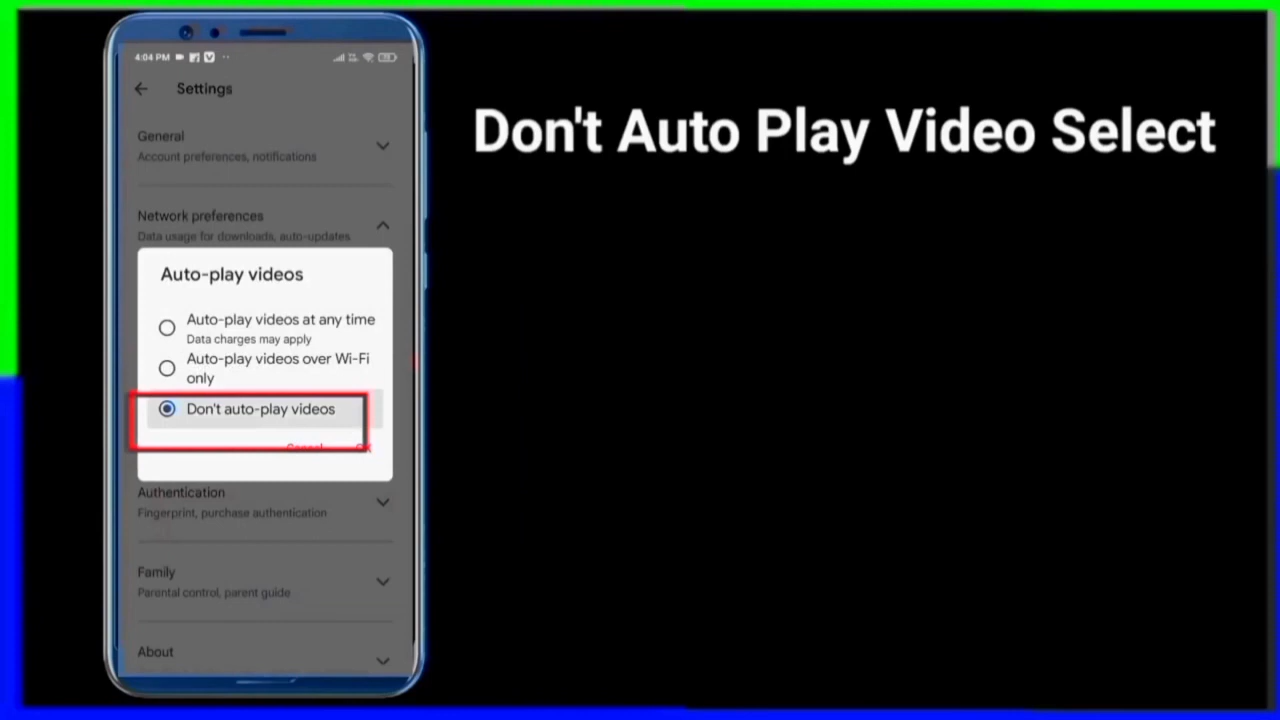 4:04 PM
Settings
Don't Auto Play Video Select
General
Account preferences, notifications
Network preferences
Data usage for downloads, auto-updates
Auto-play videos
Auto-play videos at any time
Data charges may apply
Auto-play videos over Wi-Fi
only
Don't auto-play videos
Cancel OK
Authentication
Fingerprint, purchase authentication
Family
Parental control, parent guide
About